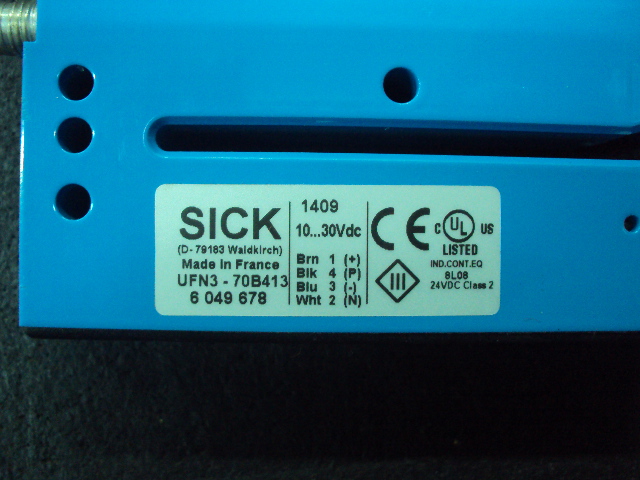 SICK
(D-79183 Waldkirch)
Made in France
UFN3 - 70B413
6 049 678
1409
10...30Vdc
Brn 1 (+)
Blk 4 (P)
Blu 3 (-)
Wht 2 (N)
CE
III
C UL US
LISTED
IND.CONT.EQ
8L08
24VDC Class 2